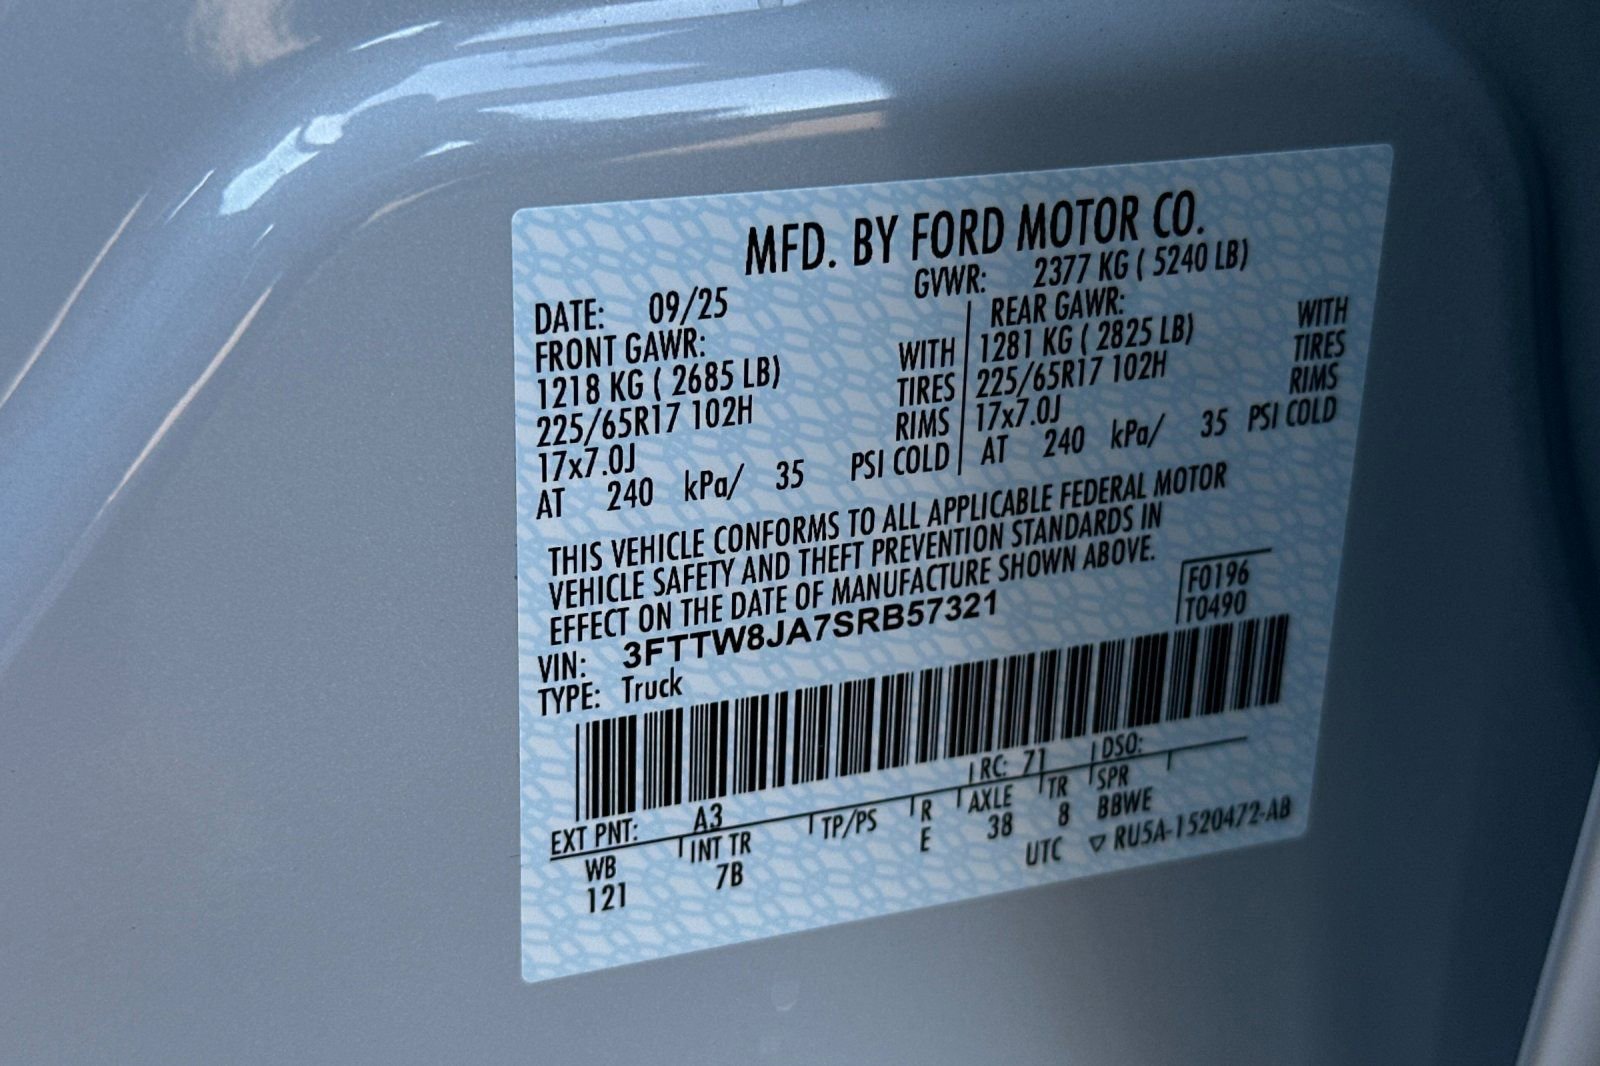 MFD. BY FORD MOTOR CO.
DATE: 09/25 GVWR: 2377 KG ( 5240 LB)
FRONT GAWR: REAR GAWR:
1218 KG ( 2685 LB) WITH 1281 KG ( 2825 LB) WITH
225/65R17 102H TIRES 225/65R17 102H TIRES
17x7.0J RIMS 17x7.0J RIMS
AT 240 kPa/ 35 PSI COLD AT 240 kPa/ 35 PSI COLD
THIS VEHICLE CONFORMS TO ALL APPLICABLE FEDERAL MOTOR
VEHICLE SAFETY AND THEFT PREVENTION STANDARDS IN
EFFECT ON THE DATE OF MANUFACTURE SHOWN ABOVE.
VIN: 3FTTW8JA7SRB57321 F0196
TYPE: Truck T0490
EXT PNT: A3 RC: 71 DSO:
WB INT TR TP/PS R AXLE TR SPR
121 7B E 38 8 BBWE
UTC ▽ RU5A-1520472-AB